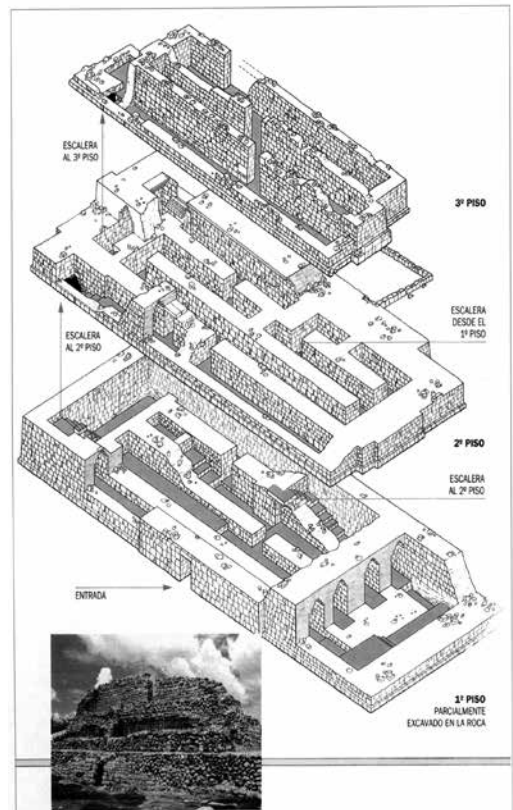 ESCALERA
AL 3º PISO
3º PISO
ESCALERA
DESDE EL
1º PISO
ESCALERA
AL 2º PISO
2º PISO
ESCALERA
AL 2º PISO
ENTRADA
1º PISO
PARCIALMENTE
EXCAVADO EN LA ROCA